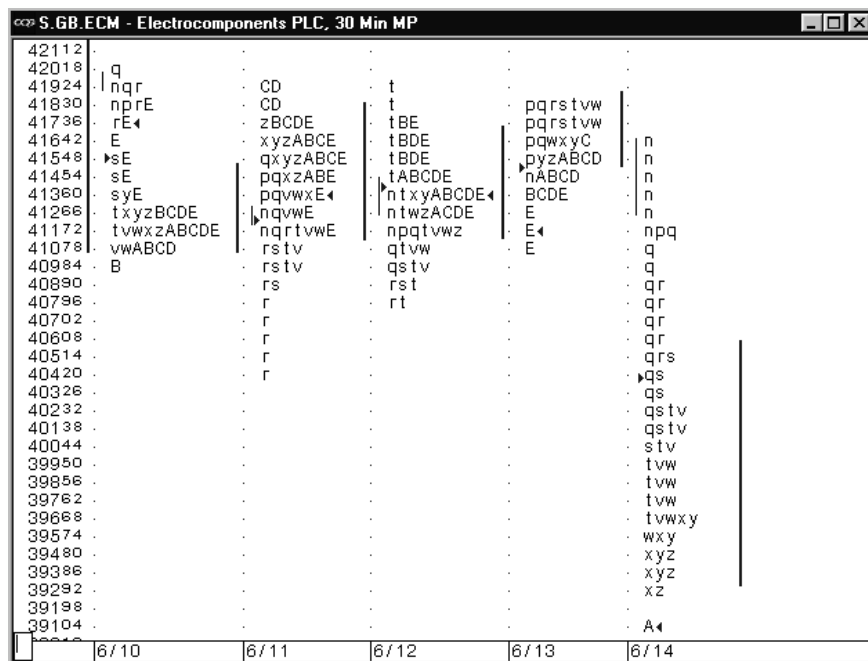 S.GB.ECM - Electrocomponents PLC, 30 Min MP
42112
42018 q
41924 nqr CD t
41830 nprE CD t pqrstvw
41736 rE zBCDE tBE pqrstvw
41642 E xyzABCE tBDE pqwxyC n
41548 sE qxyzABCE tBDE pyzABCD n
41454 sE pqxzABE tABCDE nABCD n
41360 syE pqvwxE ntxyABCDE BCDE n
41266 txyzBCDE nqvwE ntwzACDE E n
41172 tvwxzABCDE nqrtvwE npqtvwz E npq
41078 vwABCD rstv qtvw E q
40984 B rstv qstv q
40890 rs rst qr
40796 r rt qr
40702 r qr
40608 r qr
40514 r qrs
40420 r qs
40326 qs
40232 qstv
40138 qstv
40044 stv
39950 tvw
39856 tvw
39762 tvw
39668 tvwxy
39574 wxy
39480 xyz
39386 xyz
39292 xz
39198
39104 A
6/10 6/11 6/12 6/13 6/14